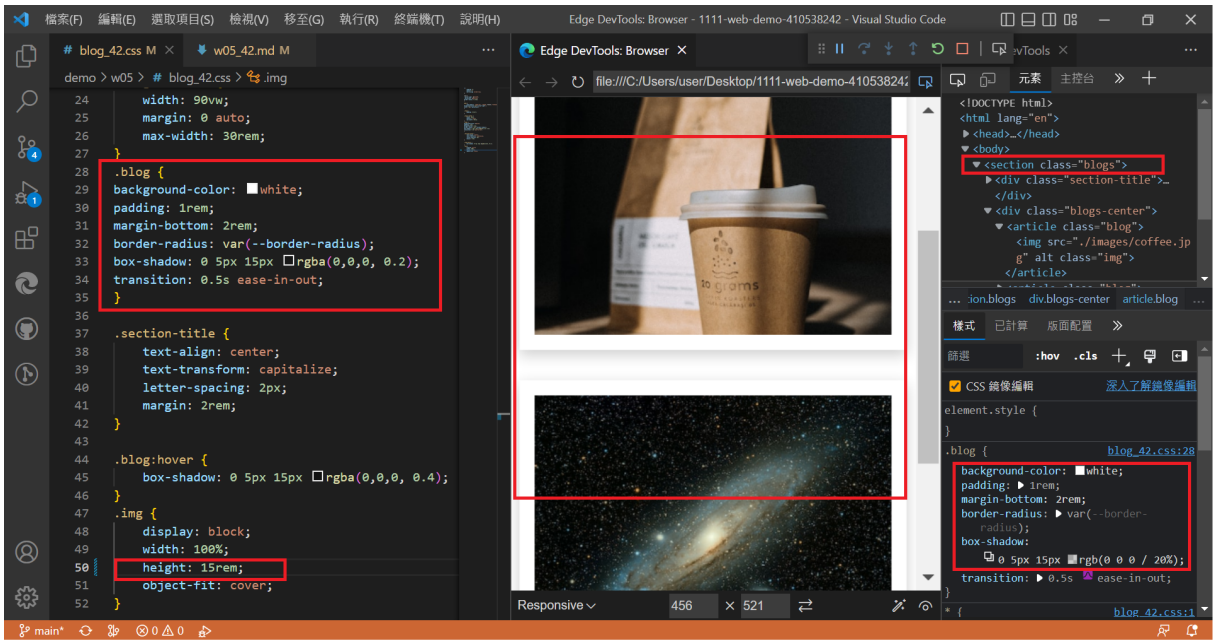 檔案(F) 編輯(E) 選取項目(S) 檢視(V) 移至(G) 執行(R) 終端機(T) 說明(H) Edge DevTools: Browser - 1111-web-demo-410538242 - Visual Studio Code
# blog_42.css M w05_42.md M
demo > w05 > # blog_42.css > .img
24 width: 90vw;
25 margin: 0 auto;
26 max-width: 30rem;
27 }
28 .blog {
29 background-color: white;
30 padding: 1rem;
31 margin-bottom: 2rem;
32 border-radius: var(--border-radius);
33 box-shadow: 0 5px 15px rgba(0,0,0, 0.2);
34 transition: 0.5s ease-in-out;
35 }
36
37 .section-title {
38 text-align: center;
39 text-transform: capitalize;
40 letter-spacing: 2px;
41 margin: 2rem;
42 }
43
44 .blog:hover {
45 box-shadow: 0 5px 15px rgba(0,0,0, 0.4);
46 }
47 .img {
48 display: block;
49 width: 100%;
50 height: 15rem;
51 object-fit: cover;
52 }
4
1
Edge DevTools: Browser
file:///C:/Users/user/Desktop/1111-web-demo-410538242
10 grams
Responsive 456 × 521
evTools
元素 主控台
<!DOCTYPE html>
<html lang="en">
<head>…</head>
<body>
<section class="blogs">
<div class="section-title">…
</div>
<div class="blogs-center">
<article class="blog">
<img src="./images/coffee.jp
g" alt class="img">
</article>
... tion.blogs div.blogs-center article.blog ...
樣式 已計算 版面配置
篩選 :hov .cls
CSS 鏡像編輯 深入了解鏡像編輯
element.style {
}
.blog { blog_42.css:28
background-color: white;
padding: 1rem;
margin-bottom: 2rem;
border-radius: var(--border-
radius);
box-shadow:
0 5px 15px rgb(0 0 0 / 20%);
transition: 0.5s ease-in-out;
}
* { blog_42.css:1
main* 0 0